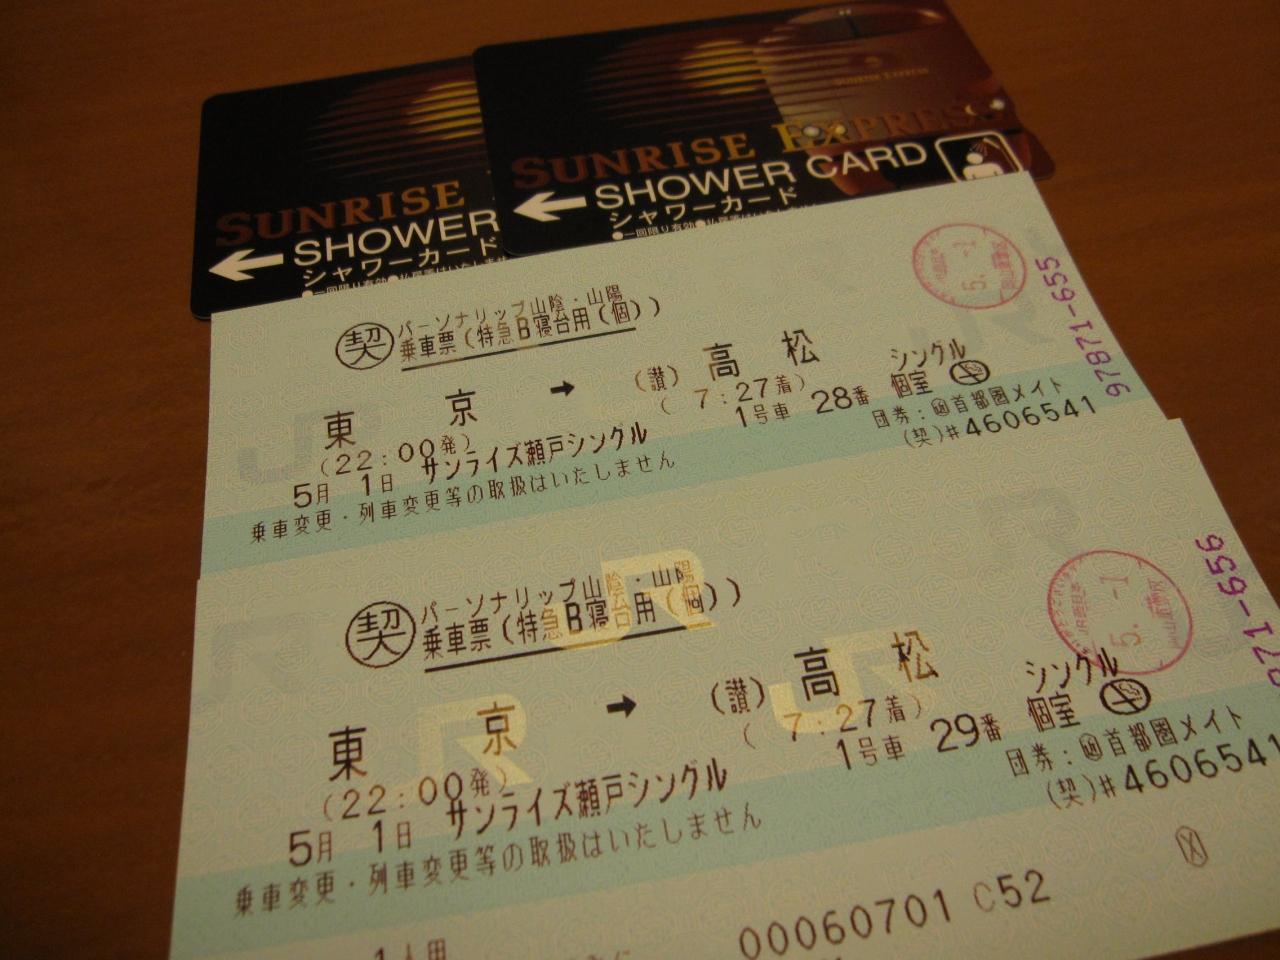 SUNRISE
SHOWER
シャワーカード
SUNRISE EXPRESS
SHOWER CARD
シャワーカード
契 パーソナリップ山陰・山陽
乗車票(特急B寝台用(個))
東京 → (讃)高松
(22:00発) (7:27着) 1号車 28番 シングル個室
5月 1日 サンライズ瀬戸シングル
団券:首都圏メイト
乗車変更・列車変更等の取扱はいたしません
(契)#4606541
97871-655
5.-1
契 パーソナリップ山陰・山陽
乗車票(特急B寝台用(個))
東京 → (讃)高松
(22:00発) (7:27着) 1号車 29番 シングル個室
5月 1日 サンライズ瀬戸シングル
団券:首都圏メイト
乗車変更・列車変更等の取扱はいたしません
(契)#4606541
871-656
5.-1
00060701 C52